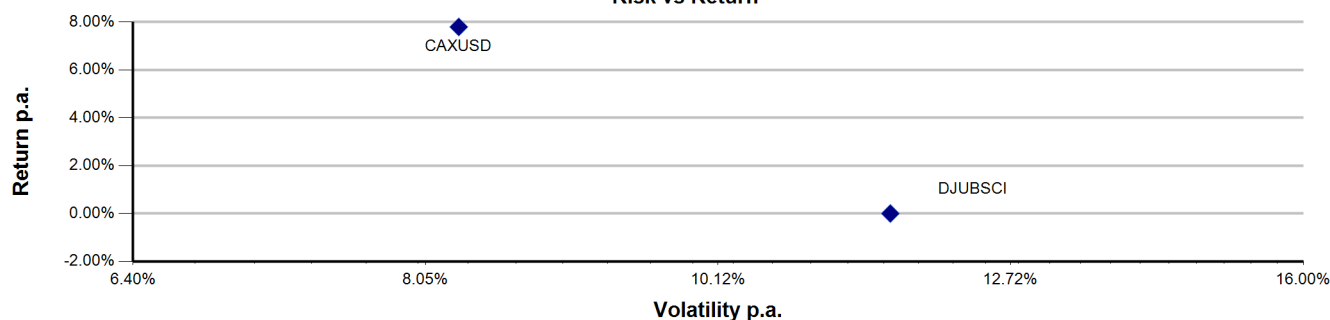 Risk vs Return
8.00%
CAXUSD
6.00%
4.00%
Return p.a.
2.00%
DJUBSCI
0.00%
-2.00%
6.40% 8.05% 10.12% 12.72% 16.00%
Volatility p.a.